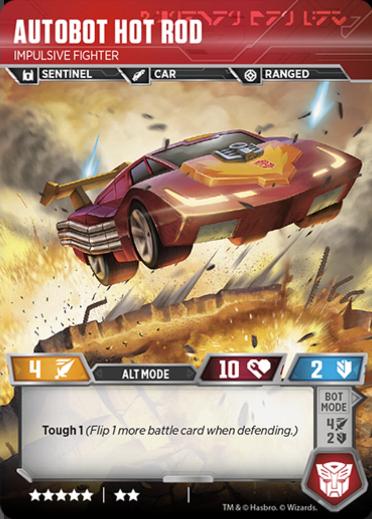 AUTOBOT HOT ROD
IMPULSIVE FIGHTER
SENTINEL CAR RANGED
4 ALT MODE 10 2
BOT
MODE
4
2
Tough 1 (Flip 1 more battle card when defending.)
TM & © Hasbro. © Wizards.